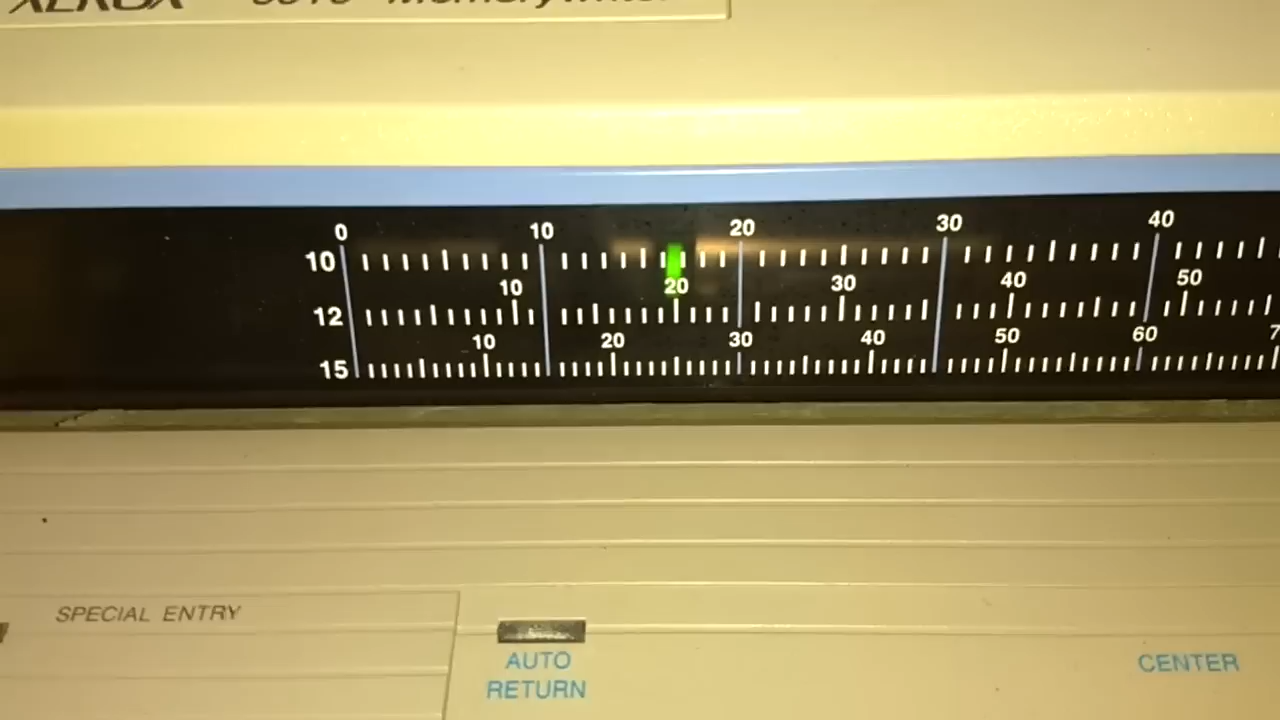 XEROX Memorywriter
0 10 20 30 40
10
10 20 30 40 50
12
10 20 30 40 50 60
15
SPECIAL ENTRY
AUTO
RETURN
CENTER